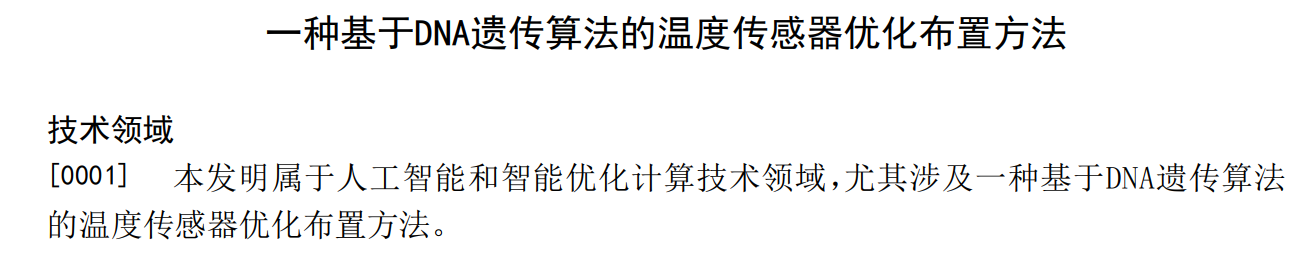 一种基于DNA遗传算法的温度传感器优化布置方法
技术领域
[0001] 本发明属于人工智能和智能优化计算技术领域,尤其涉及一种基于DNA遗传算法
的温度传感器优化布置方法。